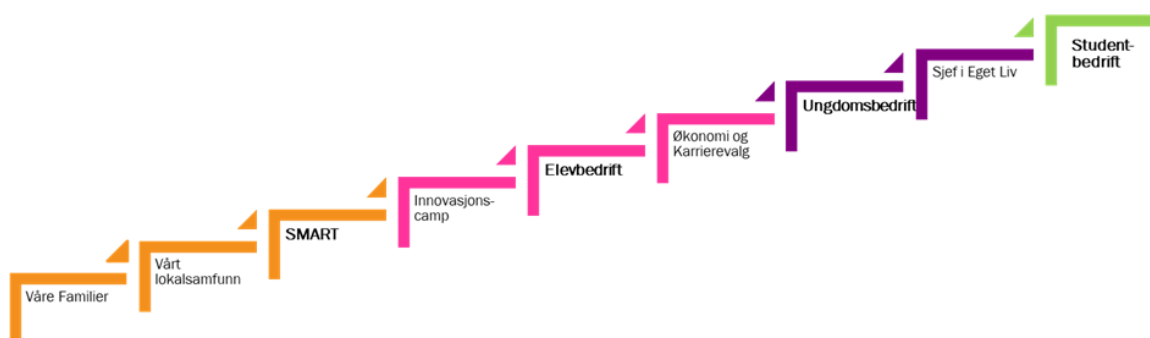 Våre Familier
Vårt
lokalsamfunn
SMART
Innovasjons-
camp
Elevbedrift
Økonomi og
Karrierevalg
Ungdomsbedrift
Sjef i Eget Liv
Student-
bedrift